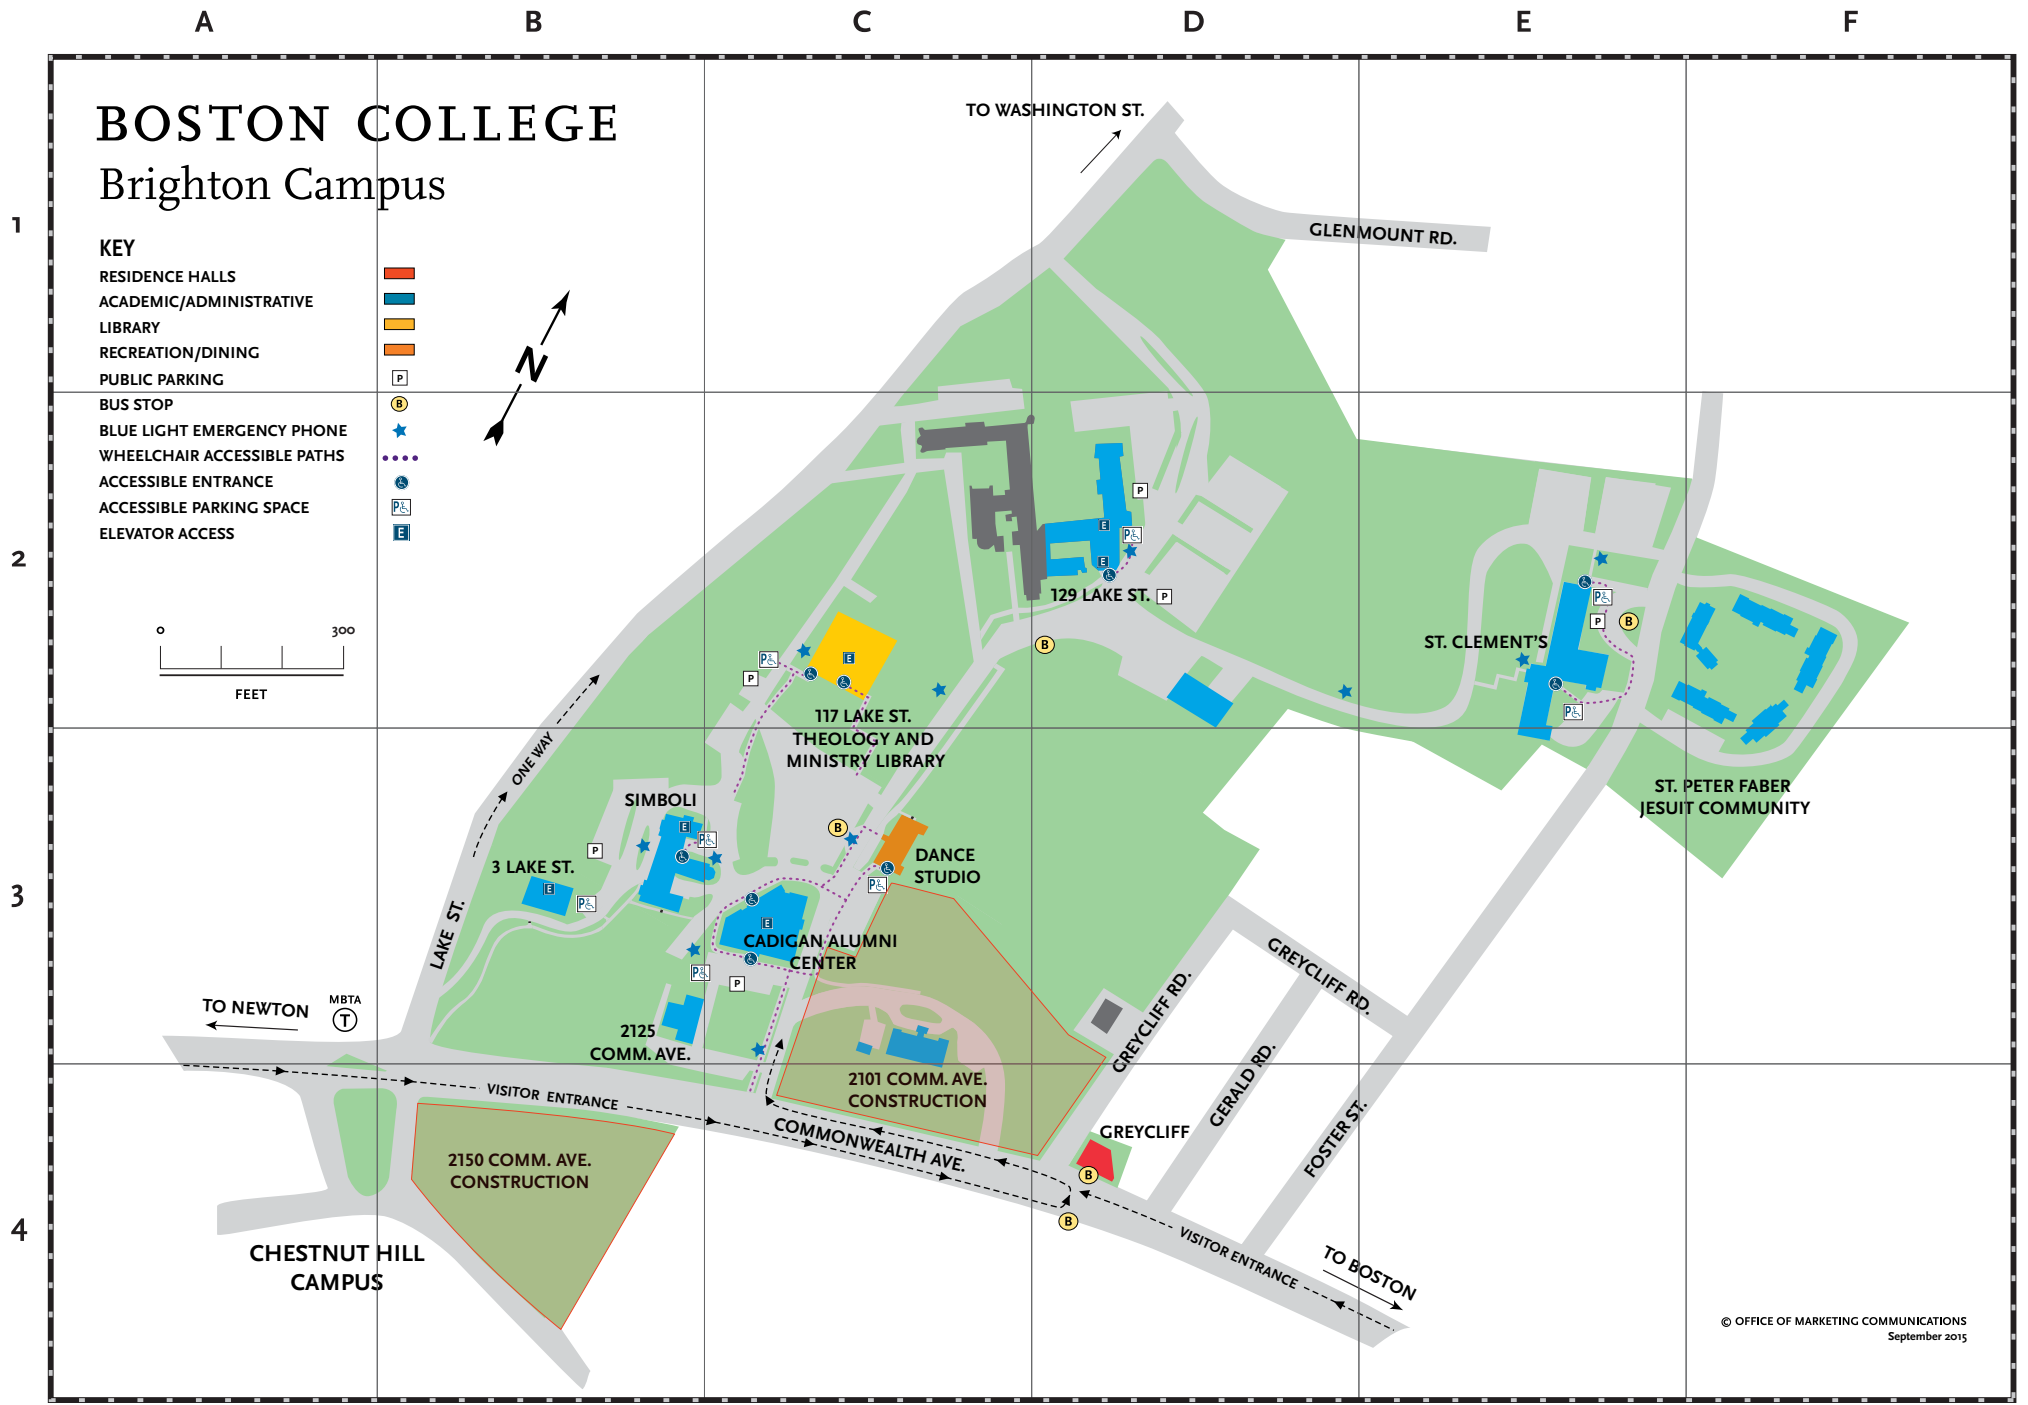 A B C D E F
BOSTON COLLEGE
Brighton Campus
KEY
RESIDENCE HALLS
ACADEMIC/ADMINISTRATIVE
LIBRARY
RECREATION/DINING
PUBLIC PARKING P
BUS STOP B
BLUE LIGHT EMERGENCY PHONE
WHEELCHAIR ACCESSIBLE PATHS
ACCESSIBLE ENTRANCE
ACCESSIBLE PARKING SPACE P
ELEVATOR ACCESS E
N
0 300
FEET
1
2
3
4
TO WASHINGTON ST.
GLENMOUNT RD.
P
E
P
E
129 LAKE ST. P
B
P
P
B
ST. CLEMENT'S
P
P
E
P
117 LAKE ST.
THEOLOGY AND
MINISTRY LIBRARY
ONE WAY
ST. PETER FABER
JESUIT COMMUNITY
SIMBOLI
E
P
P
B
3 LAKE ST.
E
P
DANCE
STUDIO
P
LAKE ST.
E
CADIGAN ALUMNI
CENTER
P
P
GREYCLIFF RD.
GREYCLIFF RD.
TO NEWTON
MBTA
T
2125
COMM. AVE.
GERALD RD.
2101 COMM. AVE.
CONSTRUCTION
VISITOR ENTRANCE
COMMONWEALTH AVE.
GREYCLIFF
B
B
FOSTER ST.
2150 COMM. AVE.
CONSTRUCTION
VISITOR ENTRANCE
TO BOSTON
CHESTNUT HILL
CAMPUS
© OFFICE OF MARKETING COMMUNICATIONS
September 2015